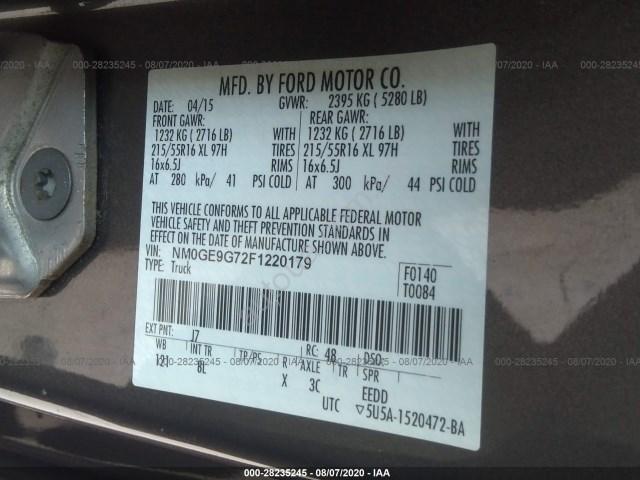 000-28235245 - 08/07/2020 - IAA
MFD. BY FORD MOTOR CO.
04/15 GVWR: 2395 KG ( 5280 LB)
FRONT GAWR: REAR GAWR:
1232 KG ( 2716 LB) WITH 1232 KG ( 2716 LB) WITH
215/55R16 XL 97H TIRES 215/55R16 XL 97H TIRES
16x6.5J RIMS 16x6.5J RIMS
AT 280 kPa/ 41 PSI COLD AT 300 kPa/ 44 PSI COLD
THIS VEHICLE CONFORMS TO ALL APPLICABLE FEDERAL MOTOR
VEHICLE SAFETY AND THEFT PREVENTION STANDARDS IN
EFFECT ON THE DATE OF MANUFACTURE SHOWN ABOVE.
VIN: NM0GE9G72F1220179 F0140
TYPE: Truck T0084
EXT PNT: J7 RC: 48 DSO:
WB INT TR TP/PS R AXLE TR SPR
121 8L X 3C EEDD
UTC ▽5U5A-1520472-BA
000-28235245 - 08/07/2020 - IAA